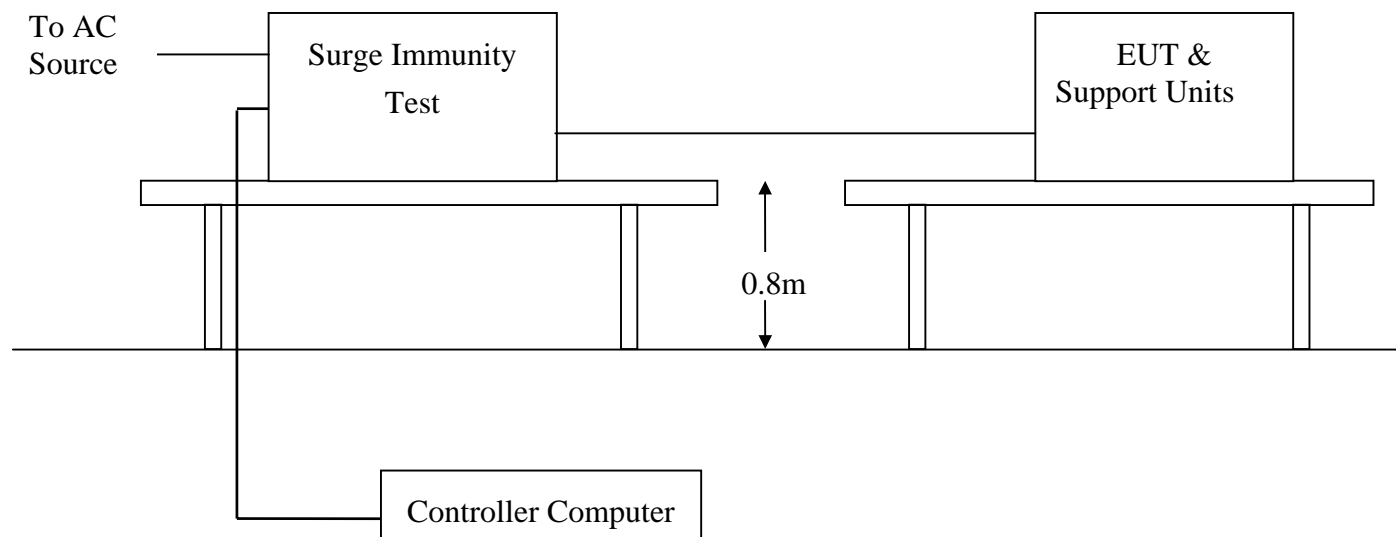 To AC
Source
Surge Immunity
Test
EUT &
Support Units
0.8m
Controller Computer